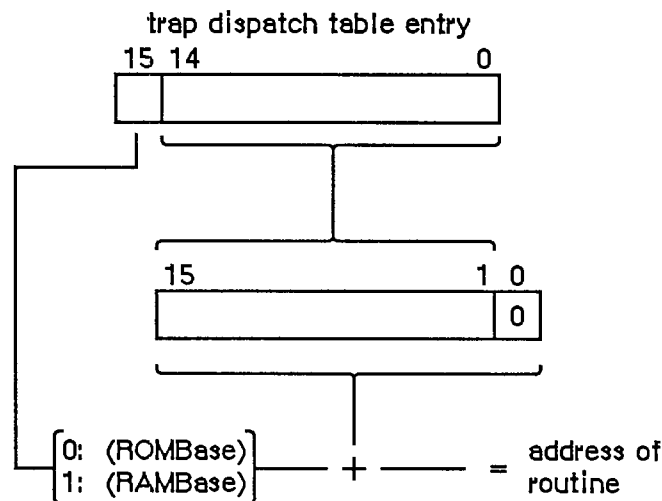 trap dispatch table entry
15 14 0
15 1 0
0
0: (ROMBase)
1: (RAMBase)
+ = address of
routine